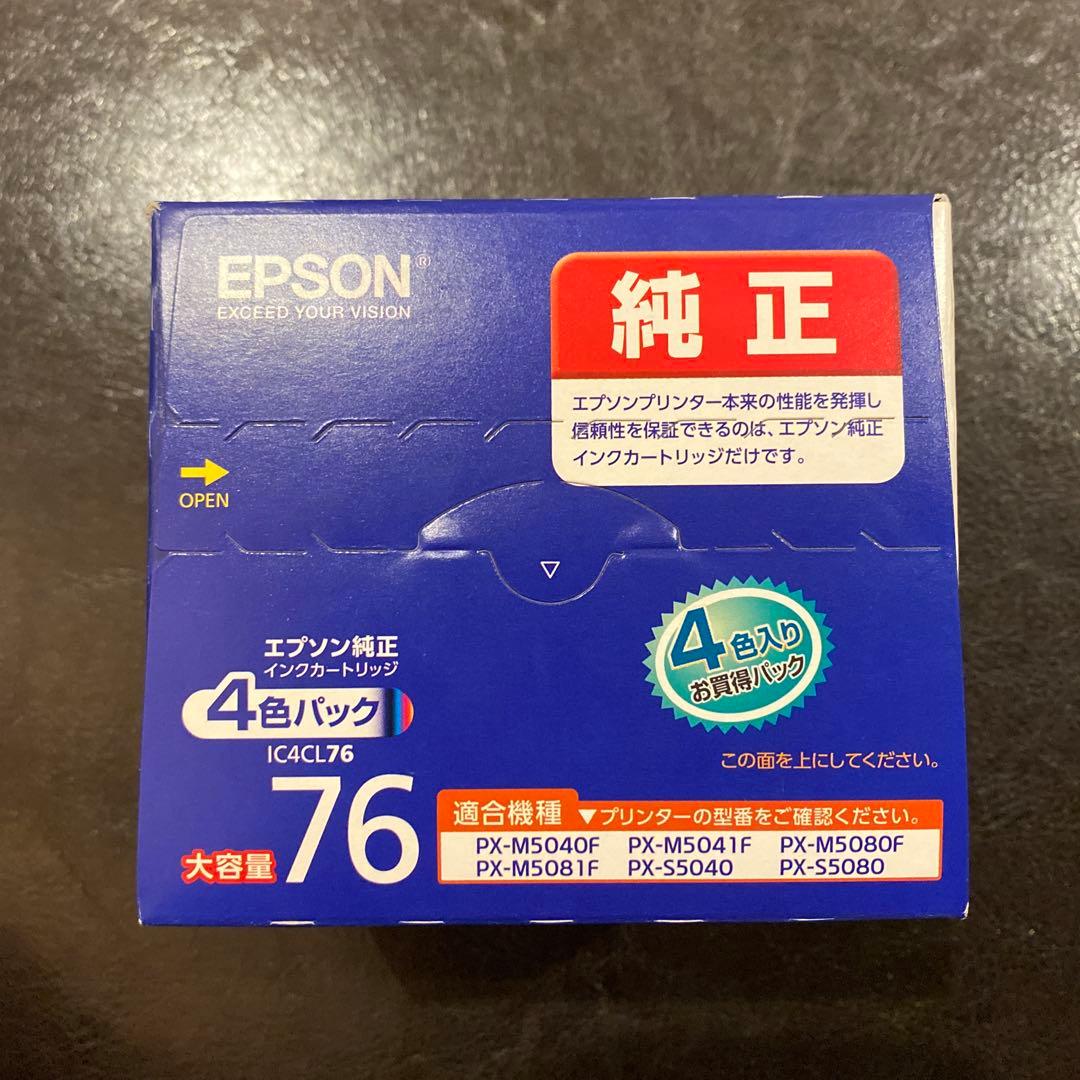 EPSON®
EXCEED YOUR VISION
純正
エプソンプリンター本来の性能を発揮し
信頼性を保証できるのは、エプソン純正
インクカートリッジだけです。
OPEN
エプソン純正
インクカートリッジ
4色パック
IC4CL76
大容量
76
4色入り
お買得パック
この面を上にしてください。
適合機種 ▼プリンターの型番をご確認ください。
PX-M5040F PX-M5041F PX-M5080F
PX-M5081F PX-S5040 PX-S5080